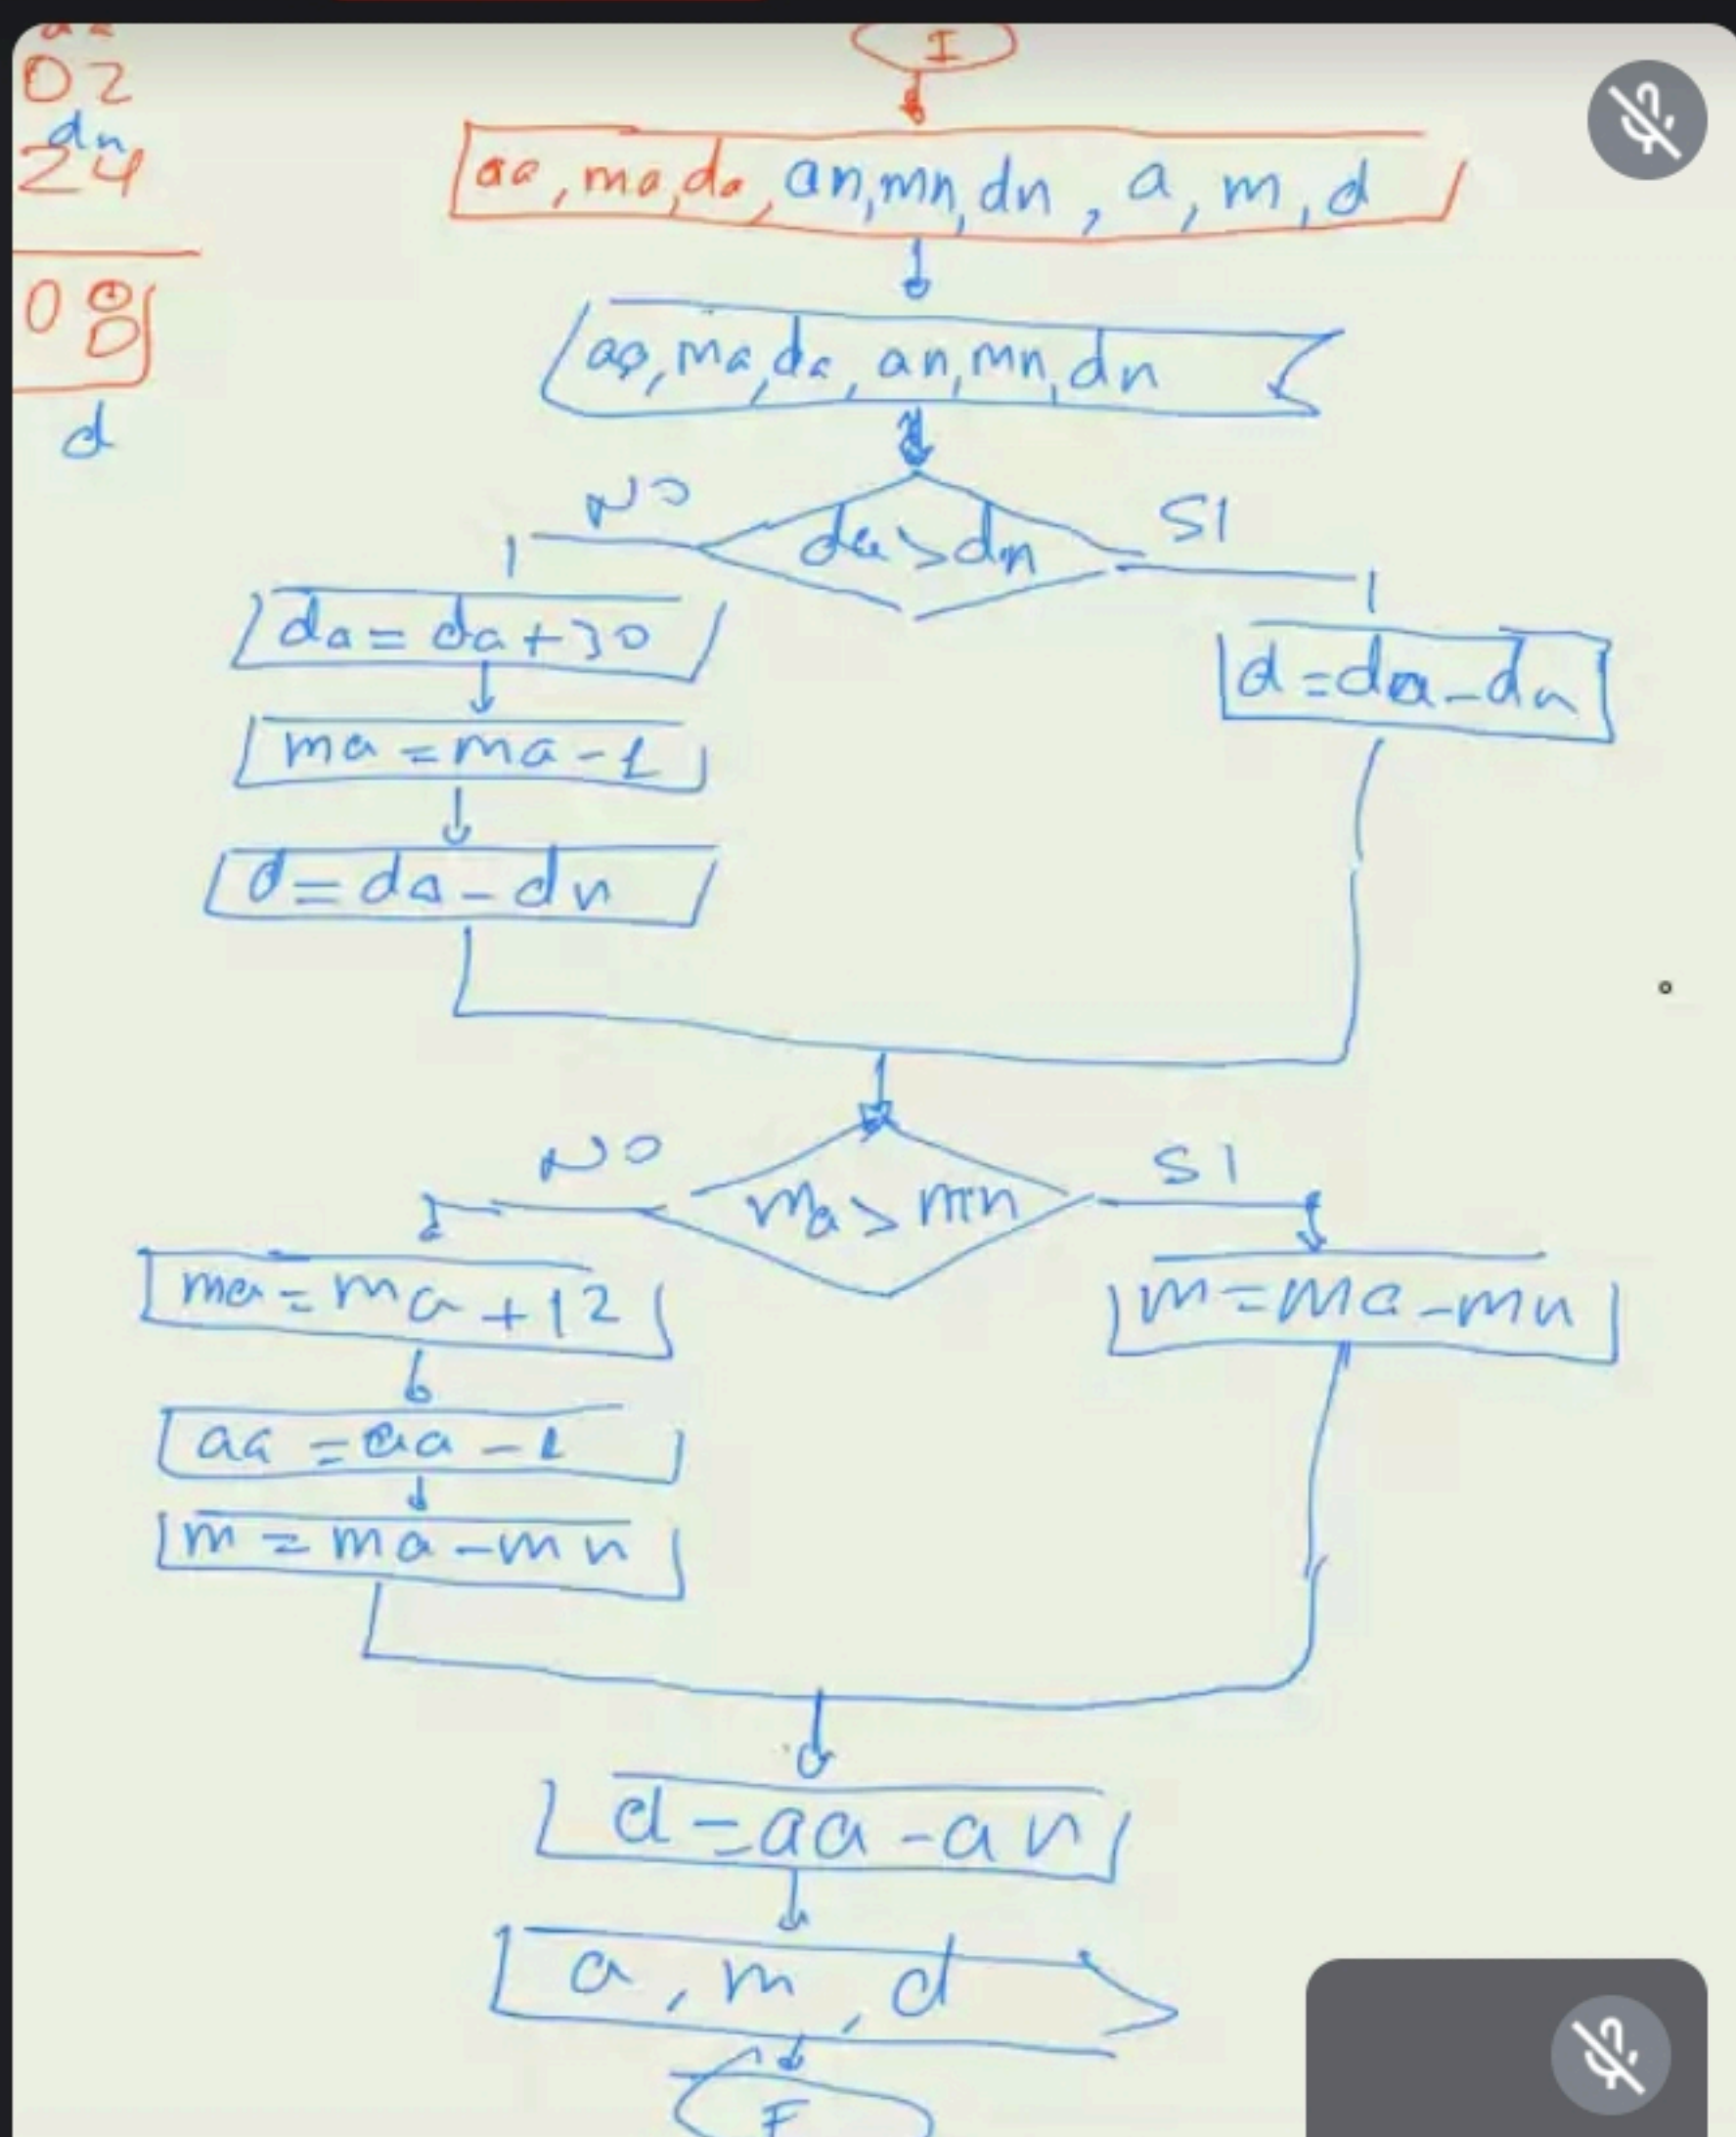 02
dn
24
08
d
I
aa, ma, da, an, mn, dn, a, m, d
aa, ma, da, an, mn, dn
NO
da > dn
SI
da = da + 30
d = da - dn
ma = ma - 1
d = da - dn
NO
ma > mn
SI
ma = ma + 12
m = ma - mn
aa = aa - 1
m = ma - mn
d = aa - an
a, m, d
F